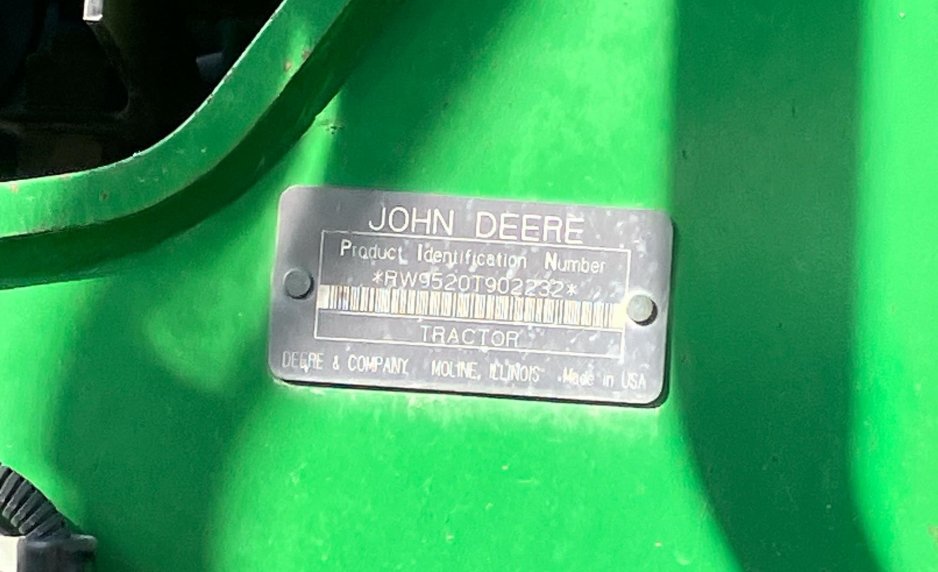 JOHN DEERE
Product Identification Number
*RW9520T902232*
TRACTOR
DEERE & COMPANY MOLINE, ILLINOIS Made in USA